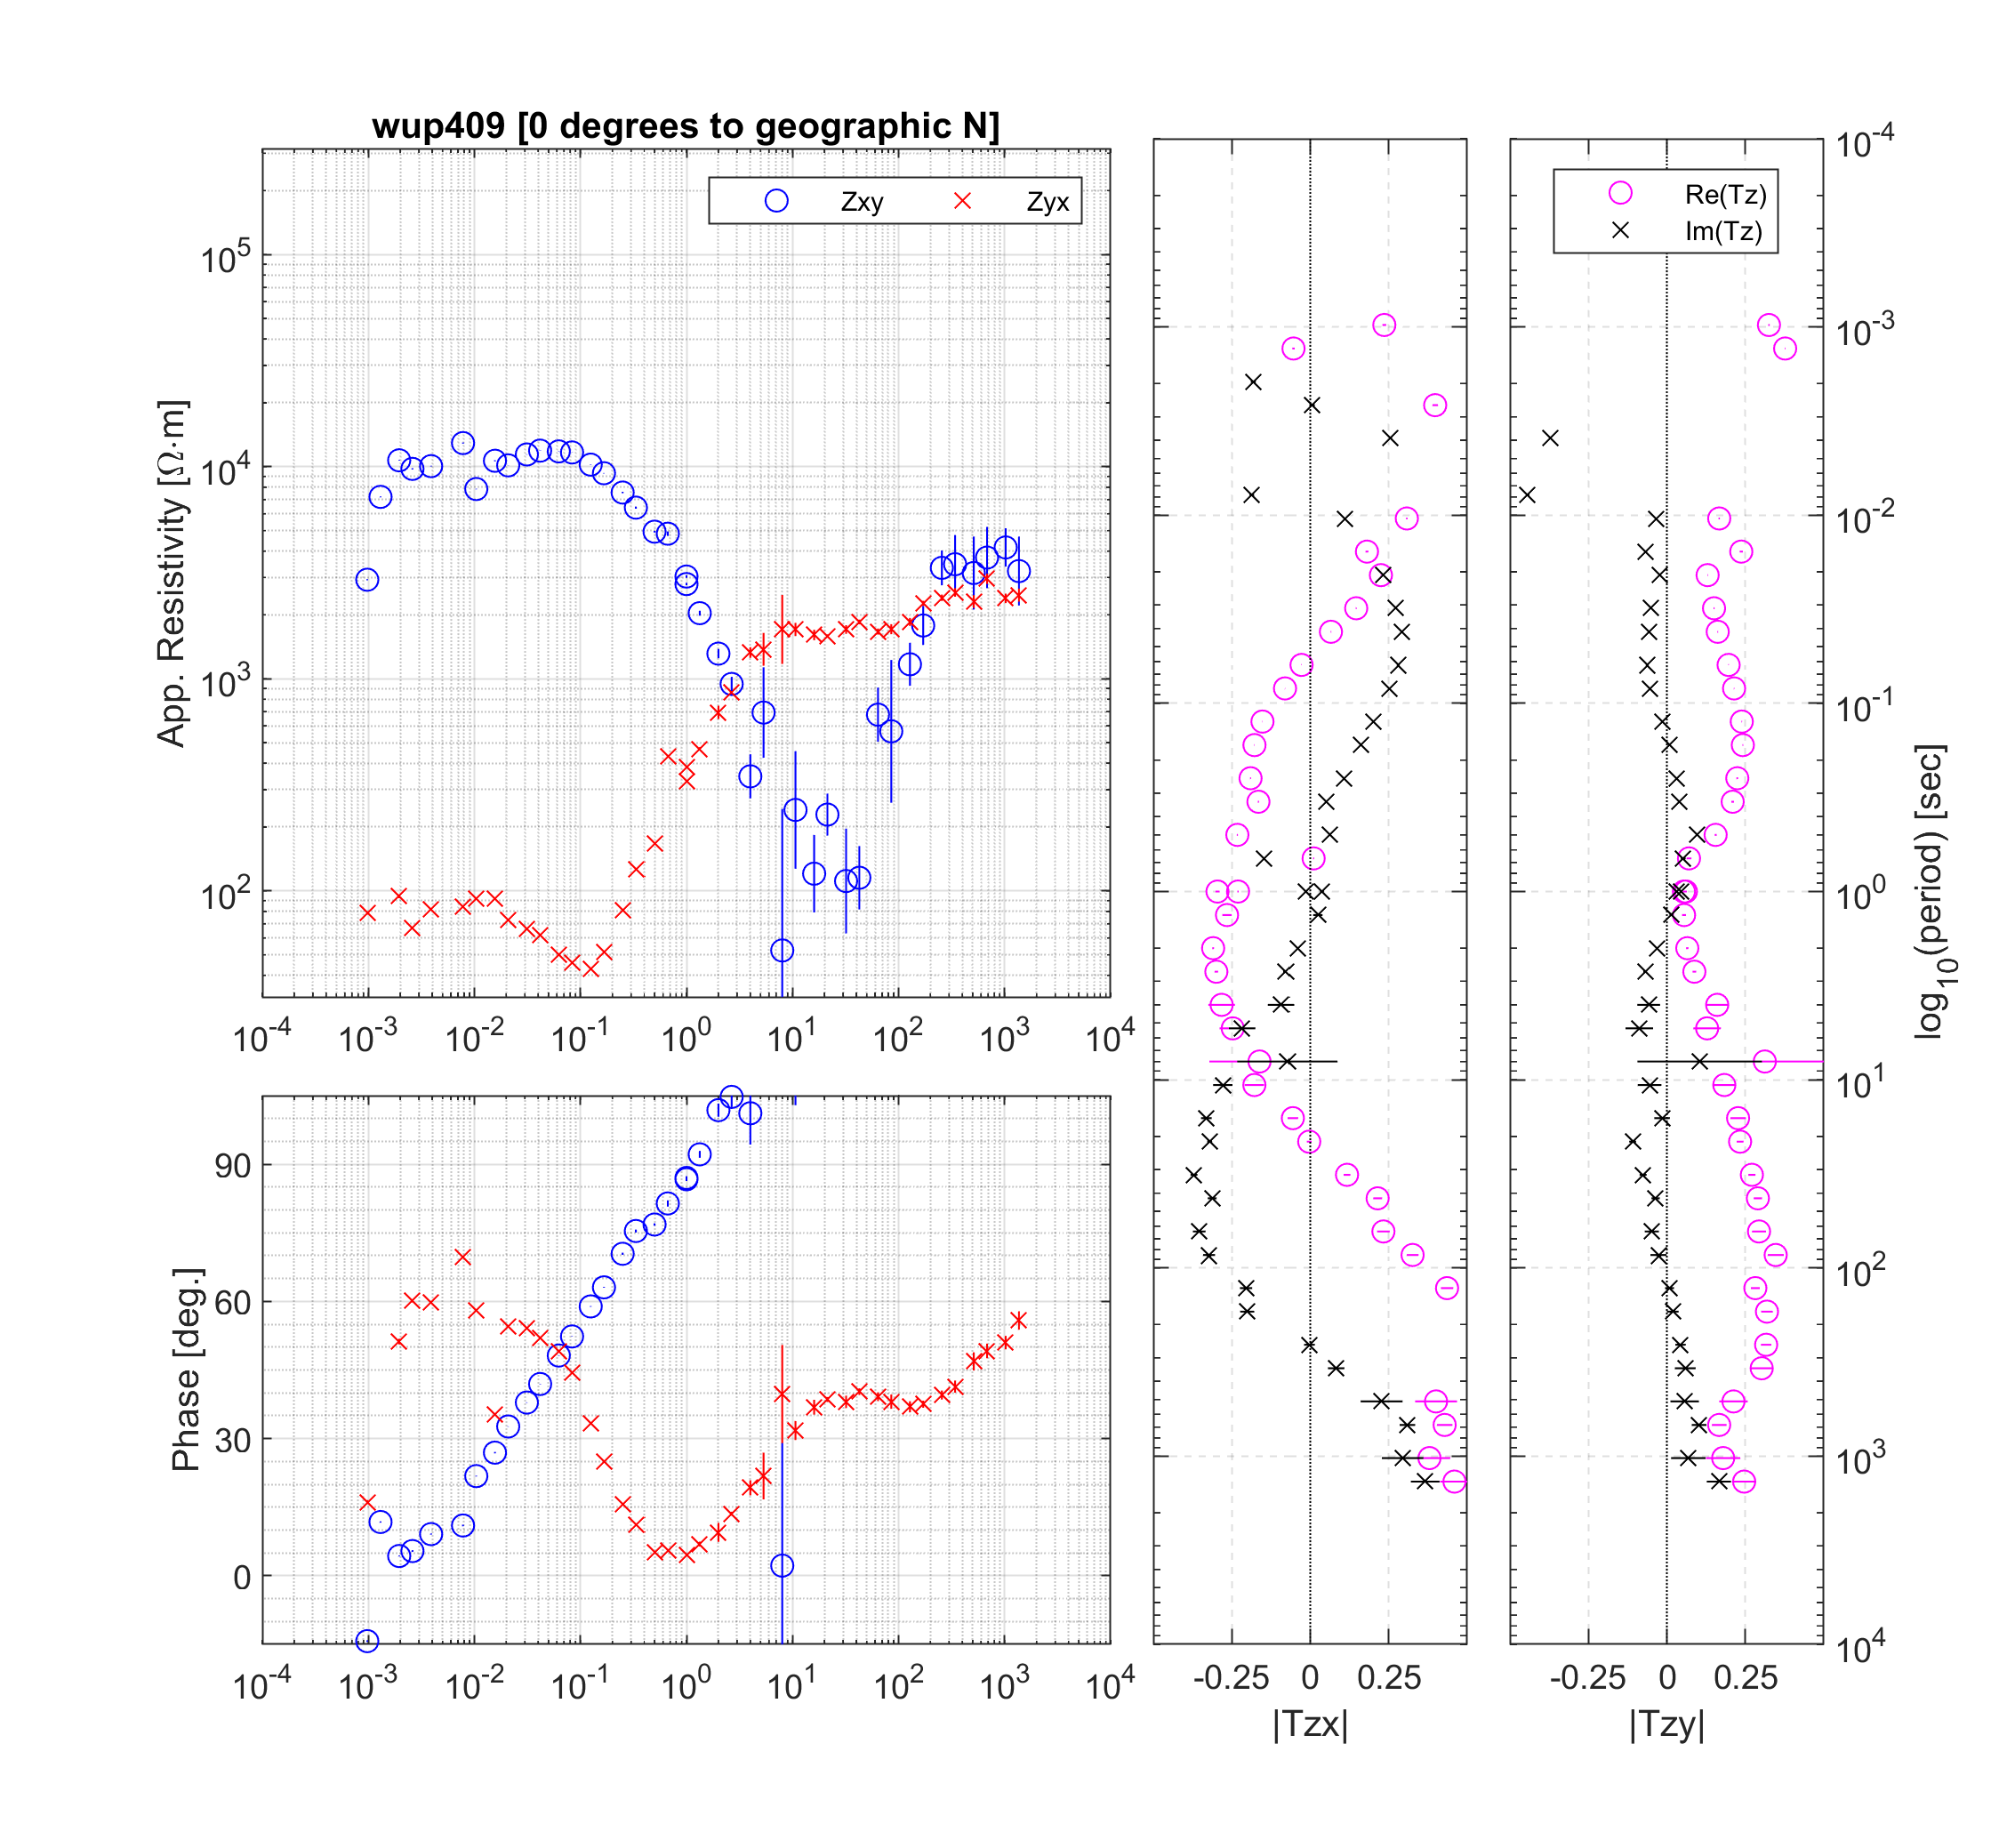 wup409 [0 degrees to geographic N]
Zxy Zyx
App. Resistivity [Ω·m]
10^5
10^4
10^3
10^2
10^-4 10^-3 10^-2 10^-1 10^0 10^1 10^2 10^3 10^4
Phase [deg.]
90
60
30
0
10^-4 10^-3 10^-2 10^-1 10^0 10^1 10^2 10^3 10^4
-0.25 0 0.25
|Tzx|
Re(Tz)
Im(Tz)
-0.25 0 0.25
|Tzy|
10^-4
10^-3
10^-2
10^-1
10^0
10^1
10^2
10^3
10^4
log10(period) [sec]